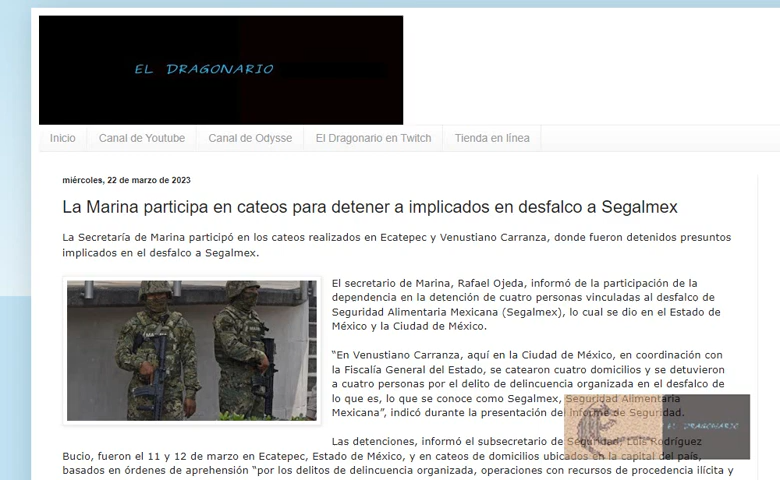 EL DRAGONARIO
Inicio
Canal de Youtube
Canal de Odysse
El Dragonario en Twitch
Tienda en línea
miércoles, 22 de marzo de 2023
La Marina participa en cateos para detener a implicados en desfalco a Segalmex
La Secretaría de Marina participó en los cateos realizados en Ecatepec y Venustiano Carranza, donde fueron detenidos presuntos
implicados en el desfalco a Segalmex.
El secretario de Marina, Rafael Ojeda, informó de la participación de la
dependencia en la detención de cuatro personas vinculadas al desfalco de
Seguridad Alimentaria Mexicana (Segalmex), lo cual se dio en el Estado de
México y la Ciudad de México.
“En Venustiano Carranza, aquí en la Ciudad de México, en coordinación con
la Fiscalía General del Estado, se catearon cuatro domicilios y se detuvieron
a cuatro personas por el delito de delincuencia organizada en el desfalco de
lo que es, lo que se conoce como Segalmex, Seguridad Alimentaria
Mexicana”, indicó durante la presentación del informe de Seguridad.
EL DRAGONARIO
Las detenciones, informó el subsecretario de Seguridad, Luis Rodríguez
Bucio, fueron el 11 y 12 de marzo en Ecatepec, Estado de México, y en cateos de domicilios ubicados en la capital del país,
basados en órdenes de aprehensión “por los delitos de delincuencia organizada, operaciones con recursos de procedencia ilícita y